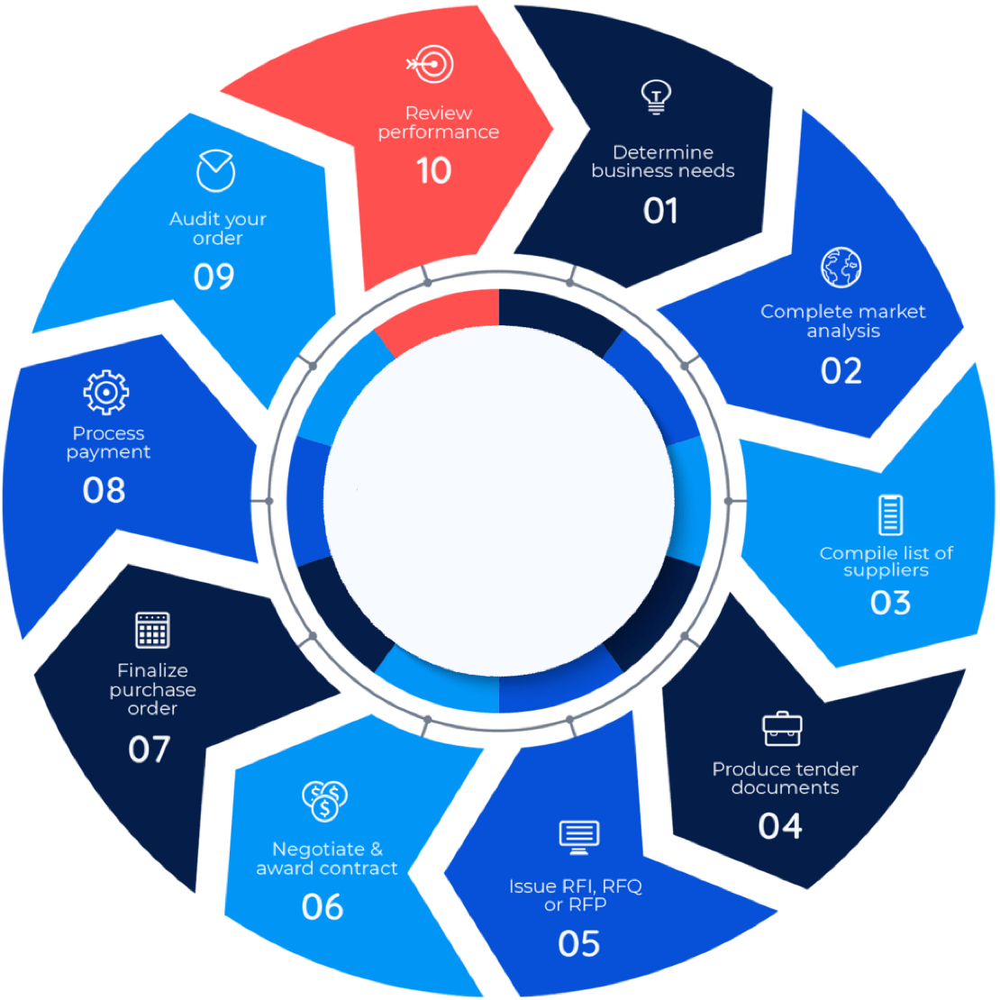 Determine
business needs
01
Complete market
analysis
02
Compile list of
suppliers
03
Produce tender
documents
04
Issue RFI, RFQ
or RFP
05
$ $
$
Negotiate &
award contract
06
Finalize
purchase
order
07
Process
payment
08
Audit your
order
09
Review
performance
10